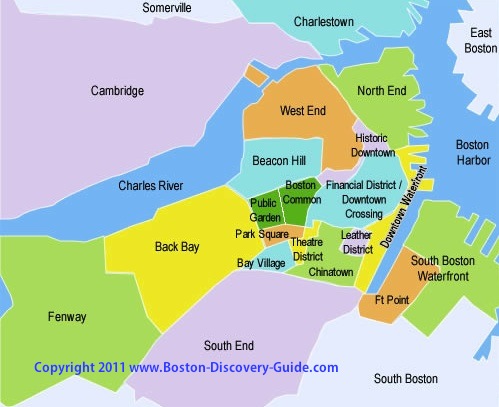 Somerville
Charlestown
East
Boston
Cambridge
North End
West End
Historic
Downtown
Boston
Harbor
Beacon Hill
Charles River
Boston
Common
Financial District /
Downtown
Crossing
Public
Garden
Downtown Waterfront
Park Square
Back Bay
Theatre
District
Leather
District
Bay Village
Chinatown
South Boston
Waterfront
Ft Point
Fenway
South End
Copyright 2011 www.Boston-Discovery-Guide.com
South Boston